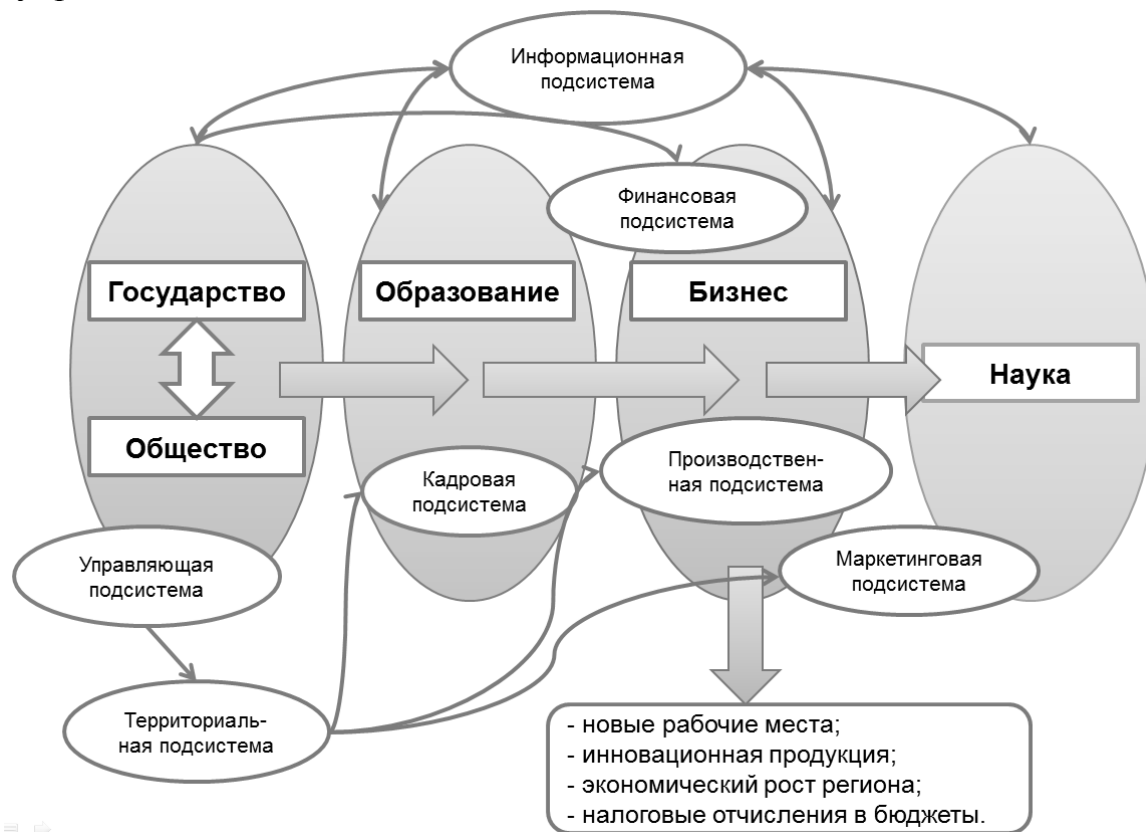 Информационная
подсистема
Финансовая
подсистема
Государство
Образование
Бизнес
Наука
Общество
Кадровая
подсистема
Производствен-
ная подсистема
Управляющая
подсистема
Маркетинговая
подсистема
Территориаль-
ная подсистема
- новые рабочие места;
- инновационная продукция;
- экономический рост региона;
- налоговые отчисления в бюджеты.